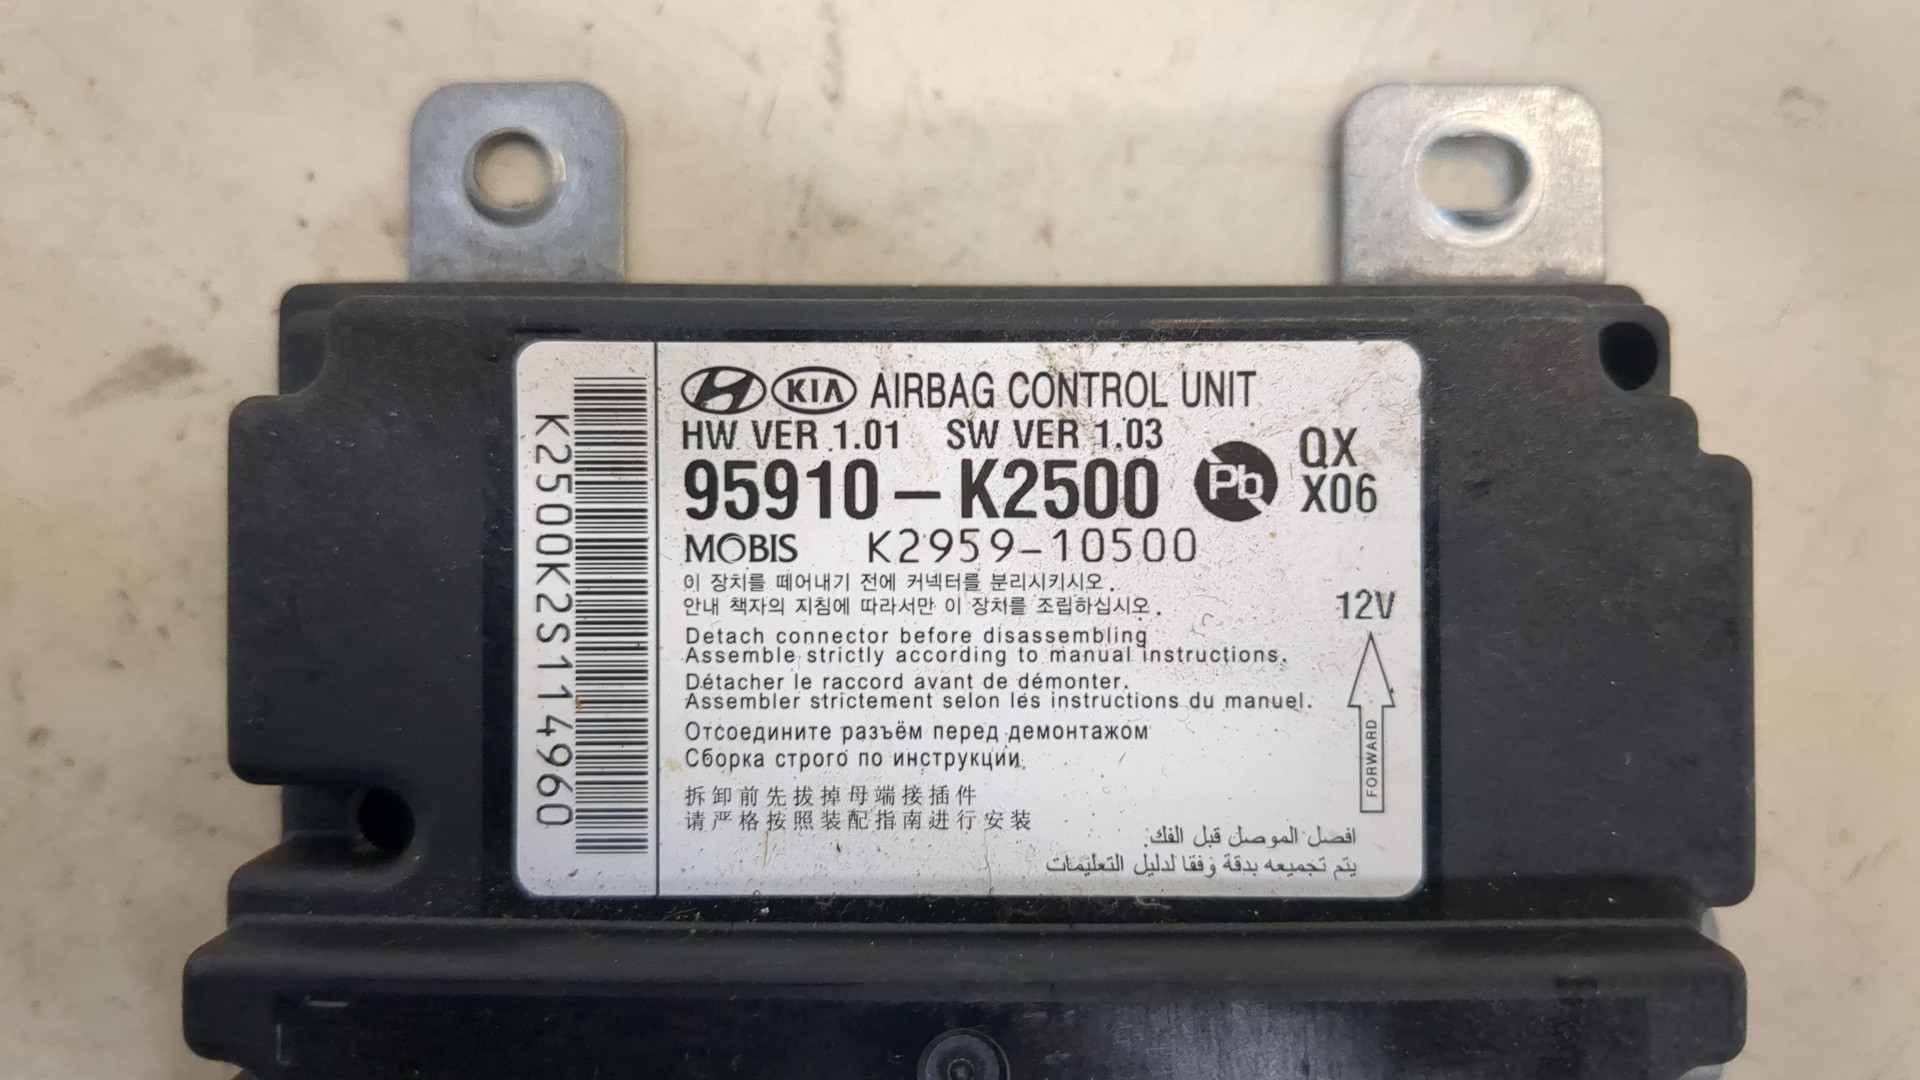 K2500K2S114960
H KIA AIRBAG CONTROL UNIT
HW VER 1.01 SW VER 1.03
95910-K2500 Pb QX X06
MOBIS K2959-10500
이 장치를 떼어내기 전에 커넥터를 분리시키시오.
안내 책자의 지침에 따라서만 이 장치를 조립하십시오.
12V
Detach connector before disassembling
Assemble strictly according to manual instructions.
Détacher le raccord avant de démonter.
Assembler strictement selon les instructions du manuel.
FORWARD
Отсоедините разъём перед демонтажом
Сборка строго по инструкции
拆卸前先拔掉母端接插件
请严格按照装配指南进行安装
افصل الموصل قبل الفك.
يتم تجميعه بدقة وفقا لدليل التعليمات